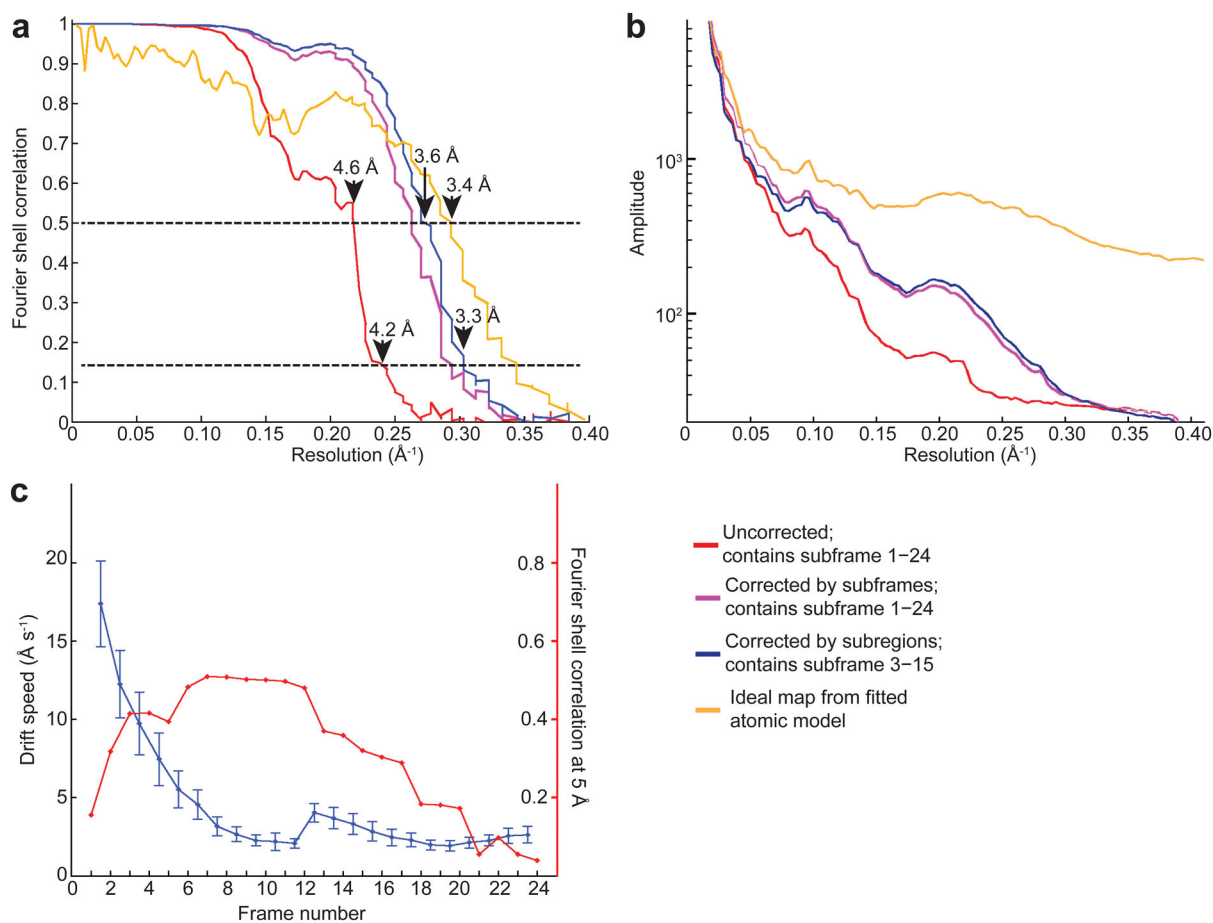 a
1
0.9
0.8
0.7
0.6
0.5
0.4
0.3
0.2
0.1
0
Fourier shell correlation
4.6 Å
3.6 Å
3.4 Å
4.2 Å
3.3 Å
0 0.05 0.10 0.15 0.20 0.25 0.30 0.35 0.40
Resolution (Å⁻¹)
b
10³
10²
Amplitude
0 0.05 0.10 0.15 0.20 0.25 0.30 0.35 0.40
Resolution (Å⁻¹)
c
20
15
10
5
0
Drift speed (Å s⁻¹)
0.8
0.6
0.4
0.2
Fourier shell correlation at 5 Å
0 2 4 6 8 10 12 14 16 18 20 22 24
Frame number
Uncorrected;
contains subframe 1−24
Corrected by subframes;
contains subframe 1−24
Corrected by subregions;
contains subframe 3−15
Ideal map from fitted
atomic model